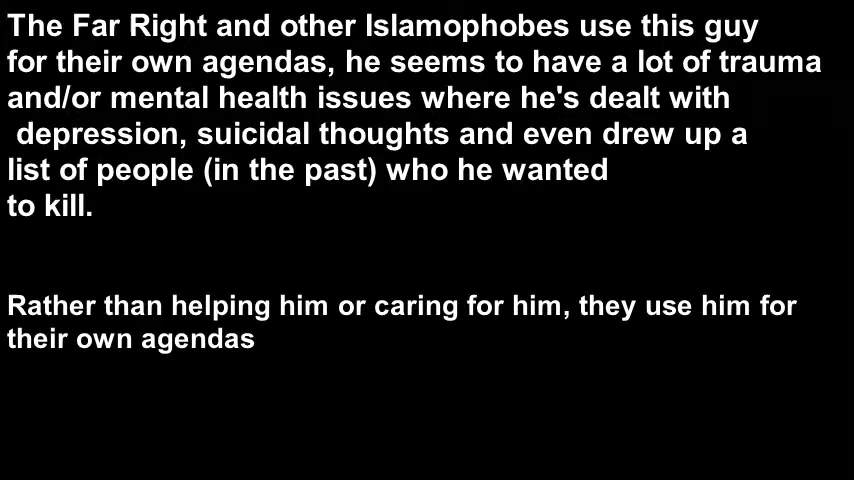 The Far Right and other Islamophobes use this guy
for their own agendas, he seems to have a lot of trauma
and/or mental health issues where he's dealt with
depression, suicidal thoughts and even drew up a
list of people (in the past) who he wanted
to kill.
Rather than helping him or caring for him, they use him for
their own agendas